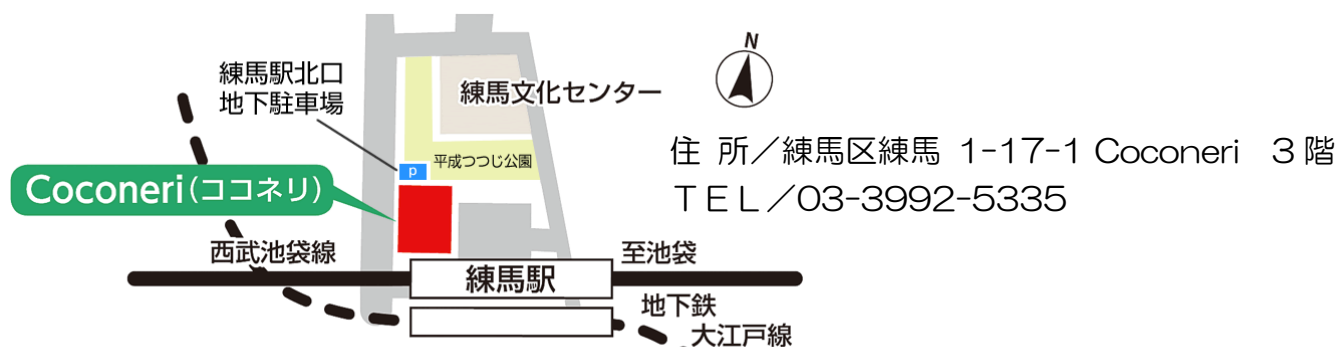 練馬駅北口
地下駐車場
練馬文化センター
N
平成つつじ公園
P
Coconeri(ココネリ)
住 所／練馬区練馬 1-17-1 Coconeri　3階
ＴＥＬ／03-3992-5335
西武池袋線
練馬駅
至池袋
地下鉄
大江戸線